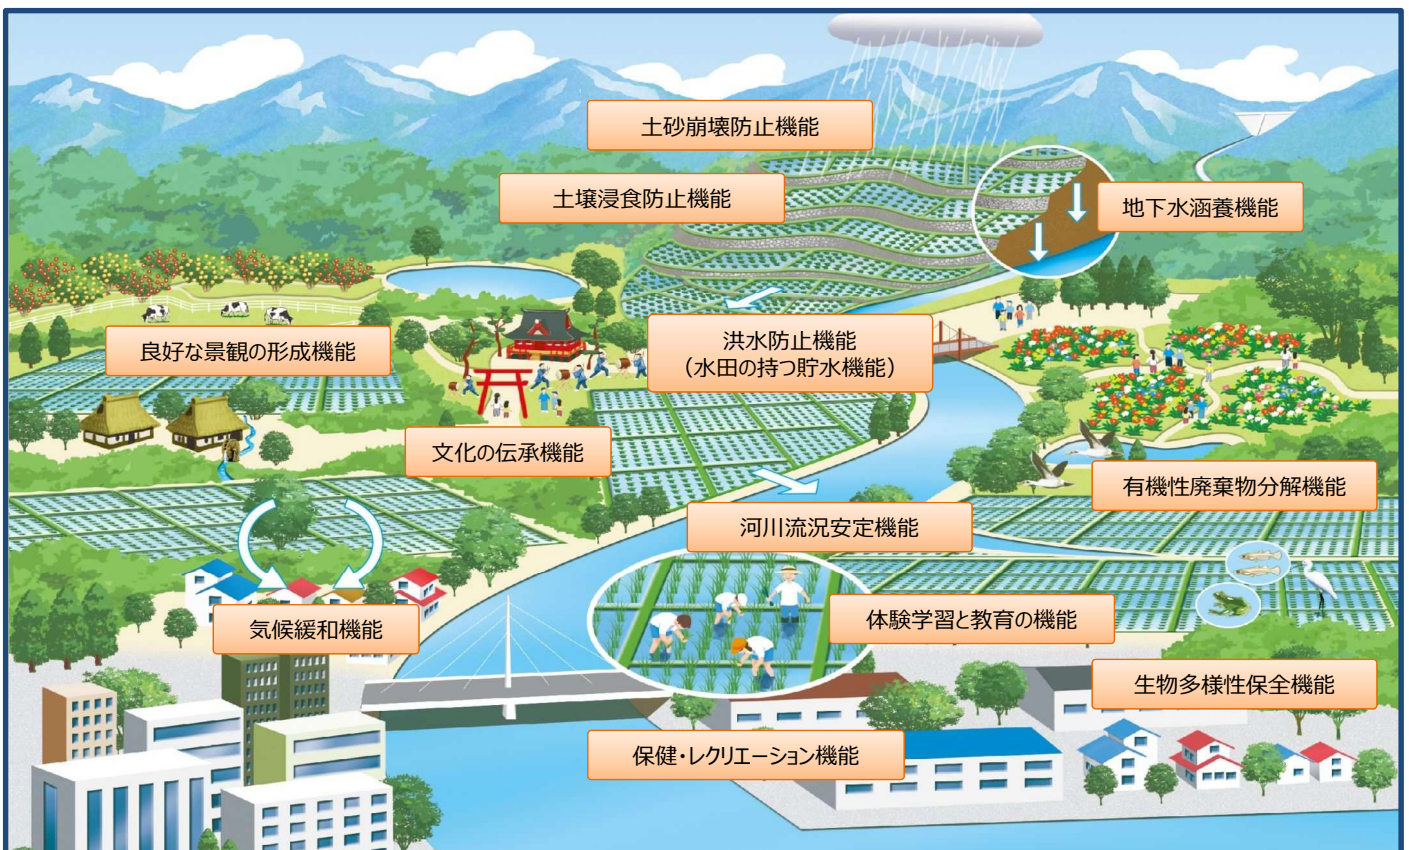 土砂崩壊防止機能
土壌浸食防止機能
地下水涵養機能
良好な景観の形成機能
洪水防止機能
（水田の持つ貯水機能）
文化の伝承機能
有機性廃棄物分解機能
河川流況安定機能
気候緩和機能
体験学習と教育の機能
生物多様性保全機能
保健・レクリエーション機能